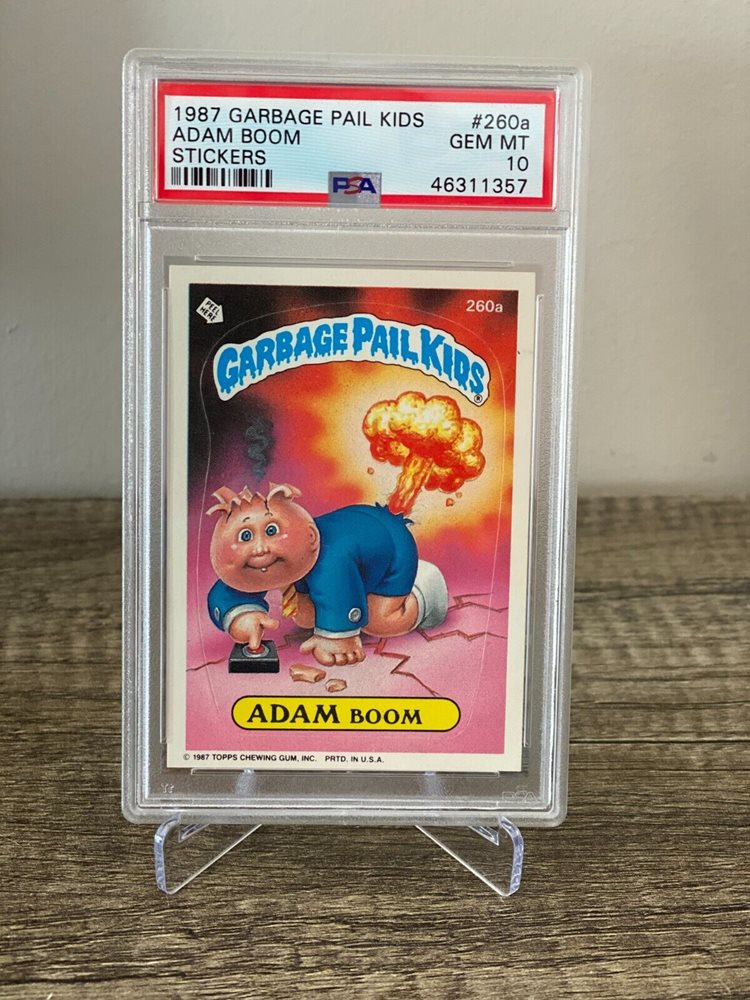 1987 GARBAGE PAIL KIDS #260a
ADAM BOOM GEM MT
STICKERS 10
PSA 46311357
PEEL
HERE
260a
GARBAGE PAIL KIDS®
ADAM BOOM
© 1987 TOPPS CHEWING GUM, INC. PRTD. IN U.S.A.
PSA